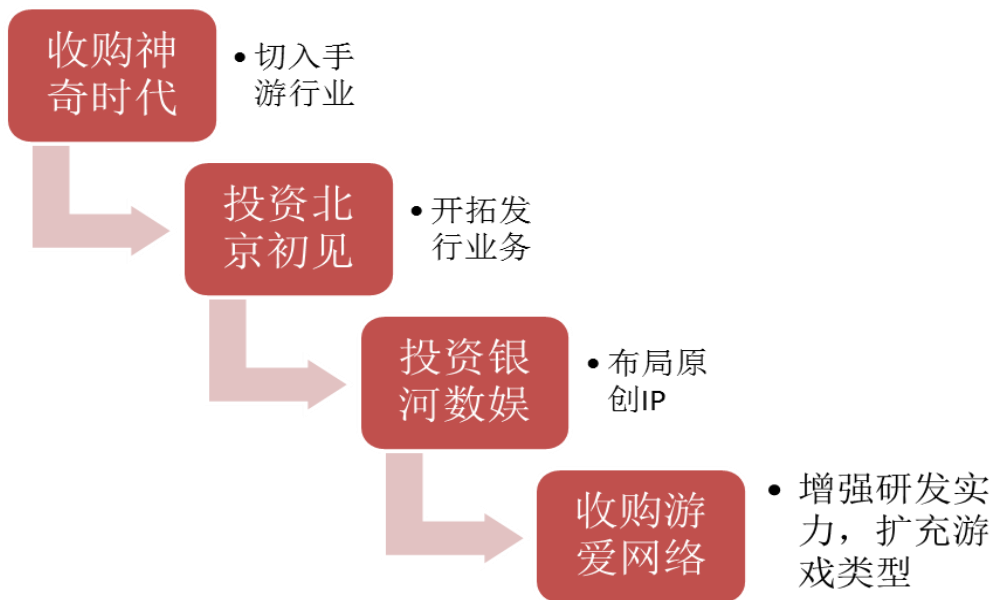 收购神
奇时代
• 切入手
游行业
投资北
京初见
• 开拓发
行业务
投资银
河数娱
• 布局原
创IP
收购游
爱网络
• 增强研发实
力，扩充游
戏类型